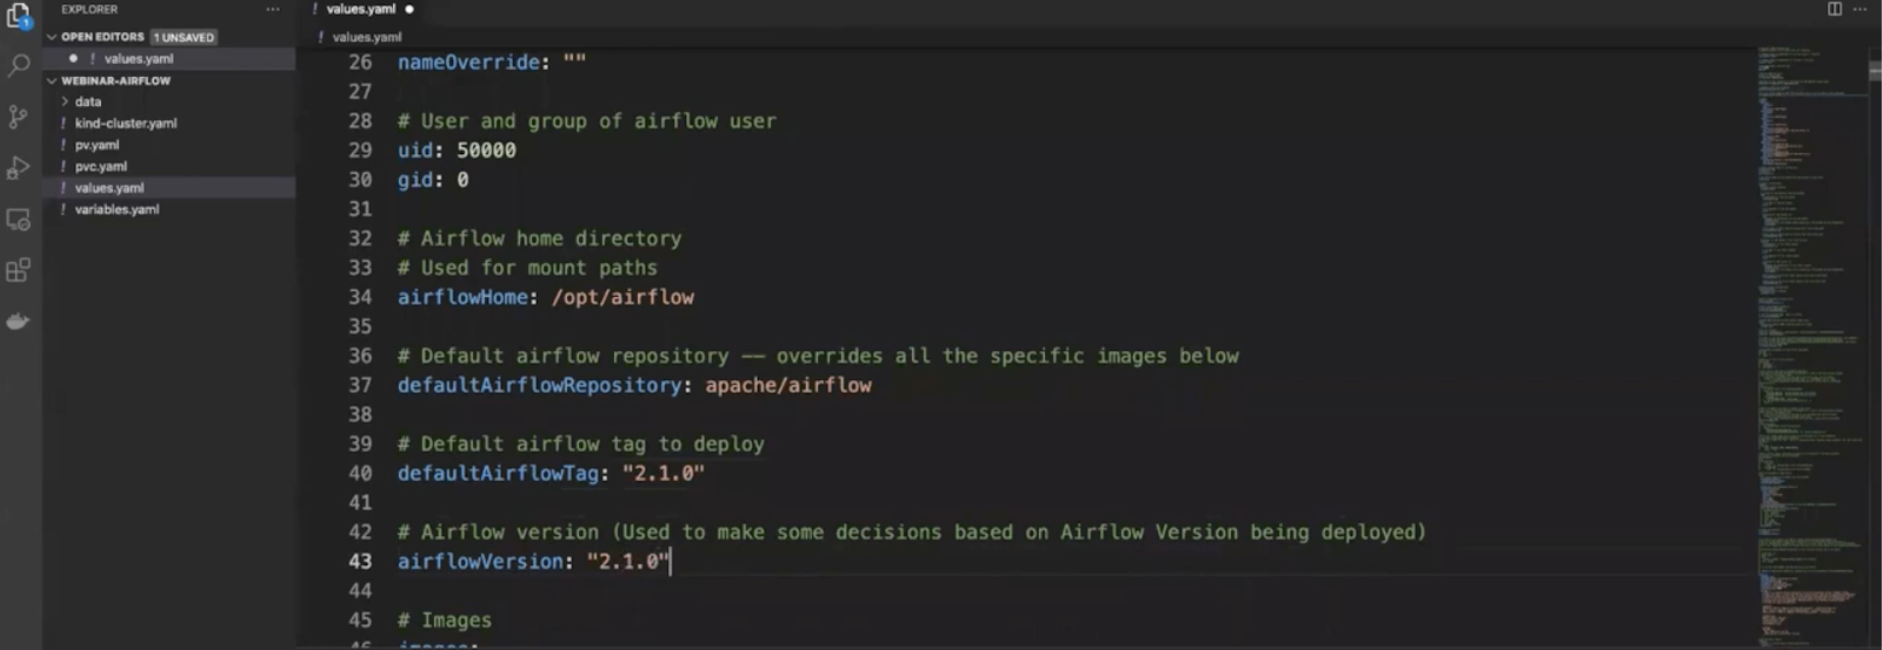 EXPLORER
OPEN EDITORS 1 UNSAVED
! values.yaml
WEBINAR-AIRFLOW
data
! kind-cluster.yaml
! pv.yaml
! pvc.yaml
! values.yaml
! variables.yaml
! values.yaml
! values.yaml
26 nameOverride: ""
27
28 # User and group of airflow user
29 uid: 50000
30 gid: 0
31
32 # Airflow home directory
33 # Used for mount paths
34 airflowHome: /opt/airflow
35
36 # Default airflow repository -- overrides all the specific images below
37 defaultAirflowRepository: apache/airflow
38
39 # Default airflow tag to deploy
40 defaultAirflowTag: "2.1.0"
41
42 # Airflow version (Used to make some decisions based on Airflow Version being deployed)
43 airflowVersion: "2.1.0"
44
45 # Images
46 images: